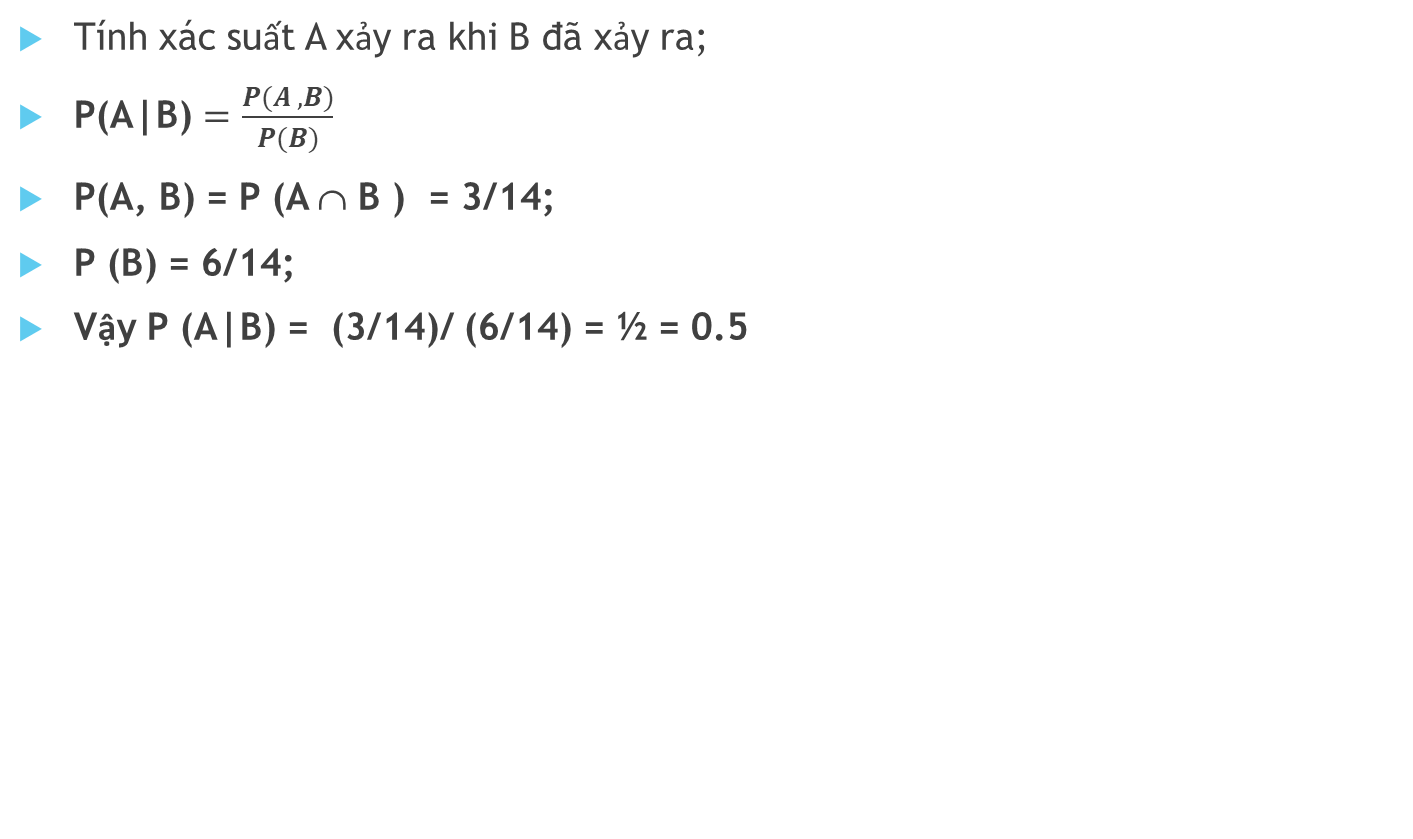 Tính xác suất A xảy ra khi B đã xảy ra;
P(A|B) = P(A ,B) / P(B)
P(A, B) = P (A ∩ B ) = 3/14;
P (B) = 6/14;
Vậy P (A|B) = (3/14)/ (6/14) = ½ = 0.5